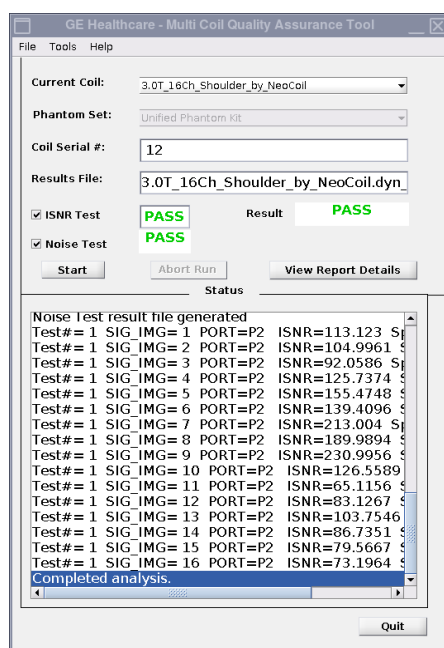 GE Healthcare - Multi Coil Quality Assurance Tool
File Tools Help
Current Coil: 3.0T_16Ch_Shoulder_by_NeoCoil
Phantom Set: Unified Phantom Kit
Coil Serial #: 12
Results File: 3.0T_16Ch_Shoulder_by_NeoCoil.dyn_
ISNR Test PASS Result PASS
Noise Test PASS
Start Abort Run View Report Details
Status
Noise Test result file generated
Test#= 1 SIG_IMG= 1 PORT=P2 ISNR=113.123 Sp
Test#= 1 SIG_IMG= 2 PORT=P2 ISNR=104.9961 S
Test#= 1 SIG_IMG= 3 PORT=P2 ISNR=92.0586 Sp
Test#= 1 SIG_IMG= 4 PORT=P2 ISNR=125.7374 S
Test#= 1 SIG_IMG= 5 PORT=P2 ISNR=155.4748 S
Test#= 1 SIG_IMG= 6 PORT=P2 ISNR=139.4096 S
Test#= 1 SIG_IMG= 7 PORT=P2 ISNR=213.004 Sp
Test#= 1 SIG_IMG= 8 PORT=P2 ISNR=189.9894 S
Test#= 1 SIG_IMG= 9 PORT=P2 ISNR=230.9956 S
Test#= 1 SIG_IMG= 10 PORT=P2 ISNR=126.5589
Test#= 1 SIG_IMG= 11 PORT=P2 ISNR=65.1156 S
Test#= 1 SIG_IMG= 12 PORT=P2 ISNR=83.1267 S
Test#= 1 SIG_IMG= 13 PORT=P2 ISNR=103.7546
Test#= 1 SIG_IMG= 14 PORT=P2 ISNR=86.7351 S
Test#= 1 SIG_IMG= 15 PORT=P2 ISNR=79.5667 S
Test#= 1 SIG_IMG= 16 PORT=P2 ISNR=73.1964 S
Completed analysis.
Quit